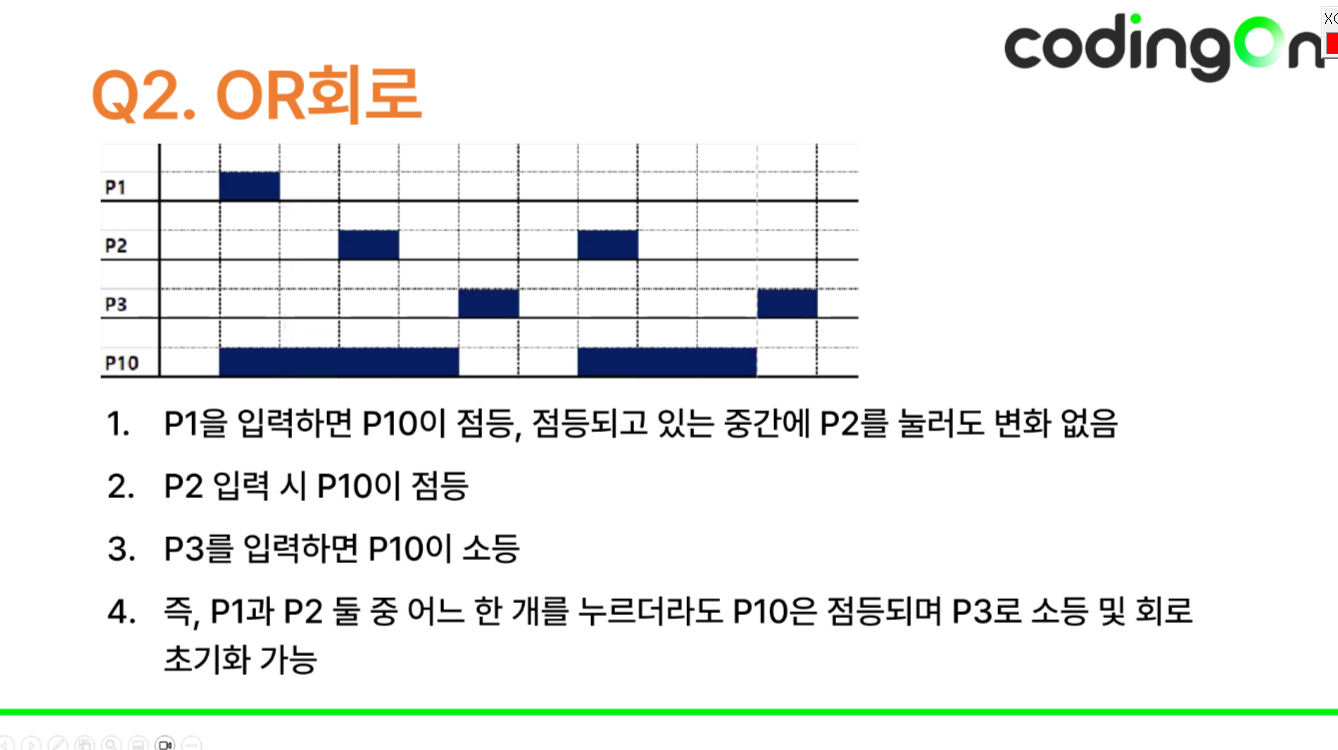 codingOn
Q2. OR회로
P1
P2
P3
P10
1. P1을 입력하면 P10이 점등, 점등되고 있는 중간에 P2를 눌러도 변화 없음
2. P2 입력 시 P10이 점등
3. P3를 입력하면 P10이 소등
4. 즉, P1과 P2 둘 중 어느 한 개를 누르더라도 P10은 점등되며 P3로 소등 및 회로
초기화 가능